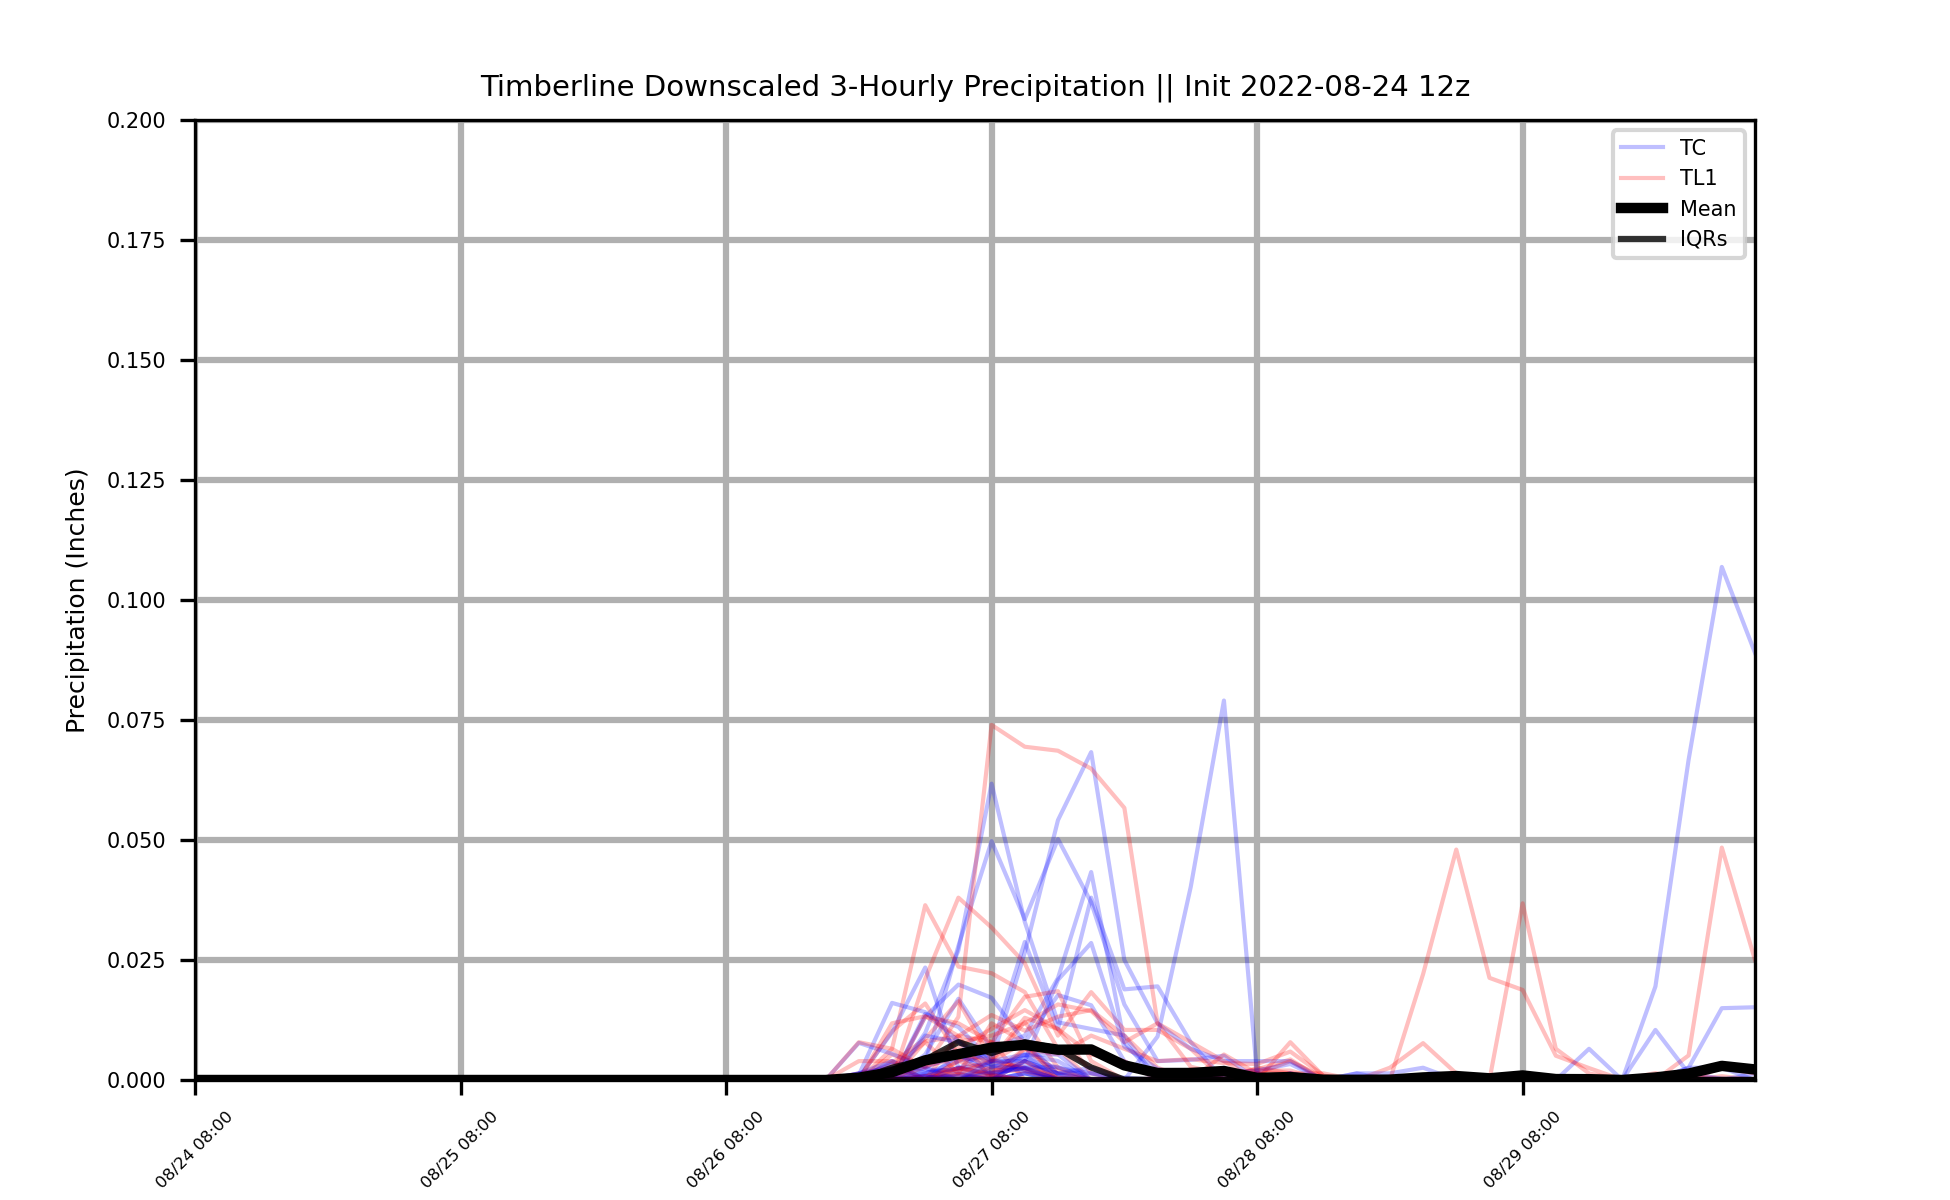 Timberline Downscaled 3-Hourly Precipitation || Init 2022-08-24 12z
TC
TL1
Mean
IQRs
Precipitation (Inches)
0.200
0.175
0.150
0.125
0.100
0.075
0.050
0.025
0.000
08/24 08:00
08/25 08:00
08/26 08:00
08/27 08:00
08/28 08:00
08/29 08:00